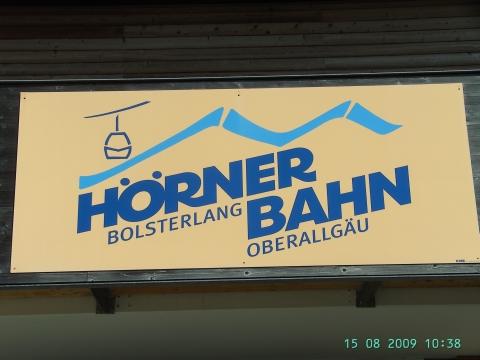 HÖRNER
BOLSTERLANG
BAHN
OBERALLGÄU
15 08 2009 10:38